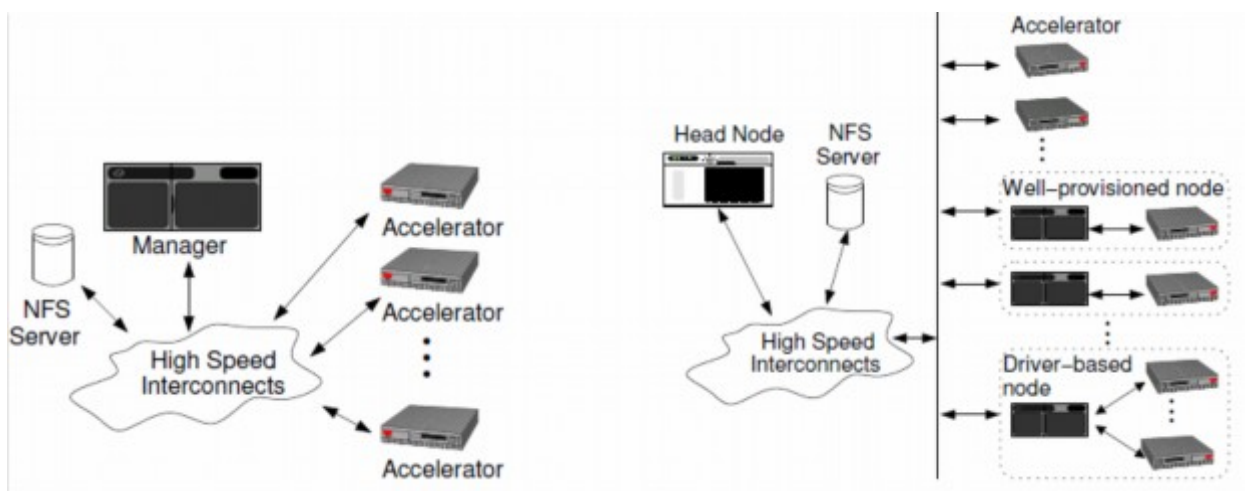 Manager
NFS
Server
High Speed
Interconnects
Accelerator
Accelerator
Accelerator
Head Node
NFS
Server
High Speed
Interconnects
Accelerator
Well–provisioned node
Driver–based
node